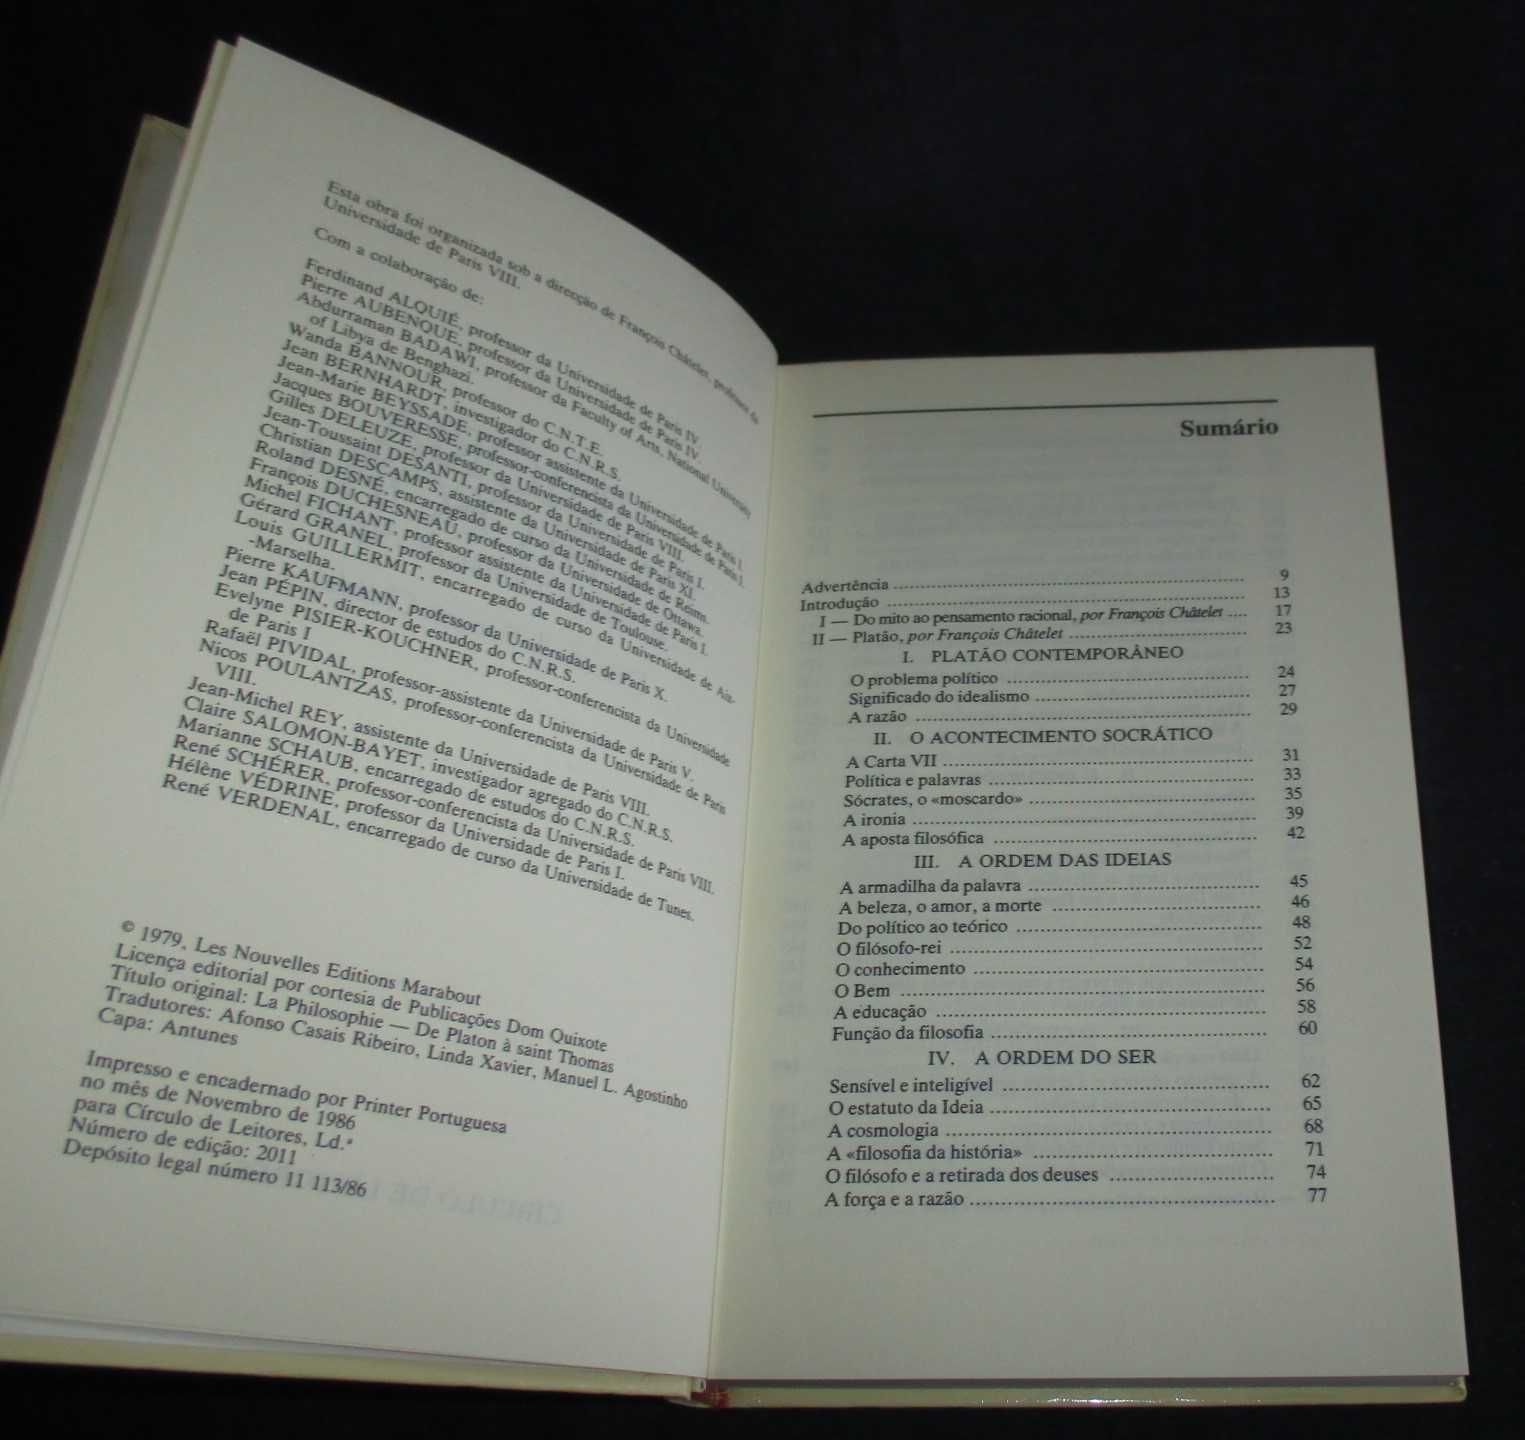 Esta obra foi organizada sob a direcção de François Châtelet, professor da
Universidade de Paris VIII.
Com a colaboração de:
Ferdinand ALQUIÉ, professor da Universidade de Paris IV.
Pierre AUBENQUE, professor da Universidade de Paris IV.
Abdurraman BADAWI, professor da Faculty of Arts, National University
of Libya de Benghazi.
Wanda BANNOUR, professor do C.N.T.E.
Jean BERNHARDT, investigador do C.N.R.S.
Jean-Marie BEYSSADE, professor assistente da Universidade de Paris I.
Jacques BOUVERESSE, professor-conferencista da Universidade de Paris I.
Gilles DELEUZE, professor da Universidade de Paris VIII.
Jean-Toussaint DESANTI, professor da Universidade de Paris I.
Christian DESCAMPS, assistente da Universidade de Paris XI.
Roland DESNÉ, encarregado de curso da Universidade de Reims.
François DUCHESNEAU, professor da Universidade de Ottawa.
Michel FICHANT, professor assistente da Universidade de Paris I.
Gérard GRANEL, professor da Universidade de Toulouse.
Louis GUILLERMIT, encarregado de curso da Universidade de Aix-
-Marselha.
Pierre KAUFMANN, professor da Universidade de Paris X.
Jean PÉPIN, director de estudos do C.N.R.S.
Evelyne PISIER-KOUCHNER, professor-conferencista da Universidade
de Paris I
Rafaël PIVIDAL, professor-assistente da Universidade de Paris V.
Nicos POULANTZAS, professor-conferencista da Universidade de Paris
VIII.
Jean-Michel REY, assistente da Universidade de Paris VIII.
Claire SALOMON-BAYET, investigador agregado do C.N.R.S.
Marianne SCHAUB, encarregado de estudos do C.N.R.S.
René SCHÉRER, professor-conferencista da Universidade de Paris VIII.
Hélène VÉDRINE, professor da Universidade de Paris I.
René VERDENAL, encarregado de curso da Universidade de Tunes.
© 1979, Les Nouvelles Editions Marabout
Licença editorial por cortesia de Publicações Dom Quixote
Título original: La Philosophie — De Platon à saint Thomas
Tradutores: Afonso Casais Ribeiro, Linda Xavier, Manuel L. Agostinho
Capa: Antunes
Impresso e encadernado por Printer Portuguesa
no mês de Novembro de 1986
para Círculo de Leitores, Ld.ª
Número de edição: 2011
Depósito legal número 11 113/86
Sumário
Advertência ........ 9
Introdução ........ 13
I — Do mito ao pensamento racional, por François Châtelet .... 17
II — Platão, por François Châtelet ........ 23
I. PLATÃO CONTEMPORÂNEO
O problema político ........ 24
Significado do idealismo ........ 27
A razão ........ 29
II. O ACONTECIMENTO SOCRÁTICO
A Carta VII ........ 31
Política e palavras ........ 33
Sócrates, o «moscardo» ........ 35
A ironia ........ 39
A aposta filosófica ........ 42
III. A ORDEM DAS IDEIAS
A armadilha da palavra ........ 45
A beleza, o amor, a morte ........ 46
Do político ao teórico ........ 48
O filósofo-rei ........ 52
O conhecimento ........ 54
O Bem ........ 56
A educação ........ 58
Função da filosofia ........ 60
IV. A ORDEM DO SER
Sensível e inteligível ........ 62
O estatuto da Ideia ........ 65
A cosmologia ........ 68
A «filosofia da história» ........ 71
O filósofo e a retirada dos deuses ........ 74
A força e a razão ........ 77